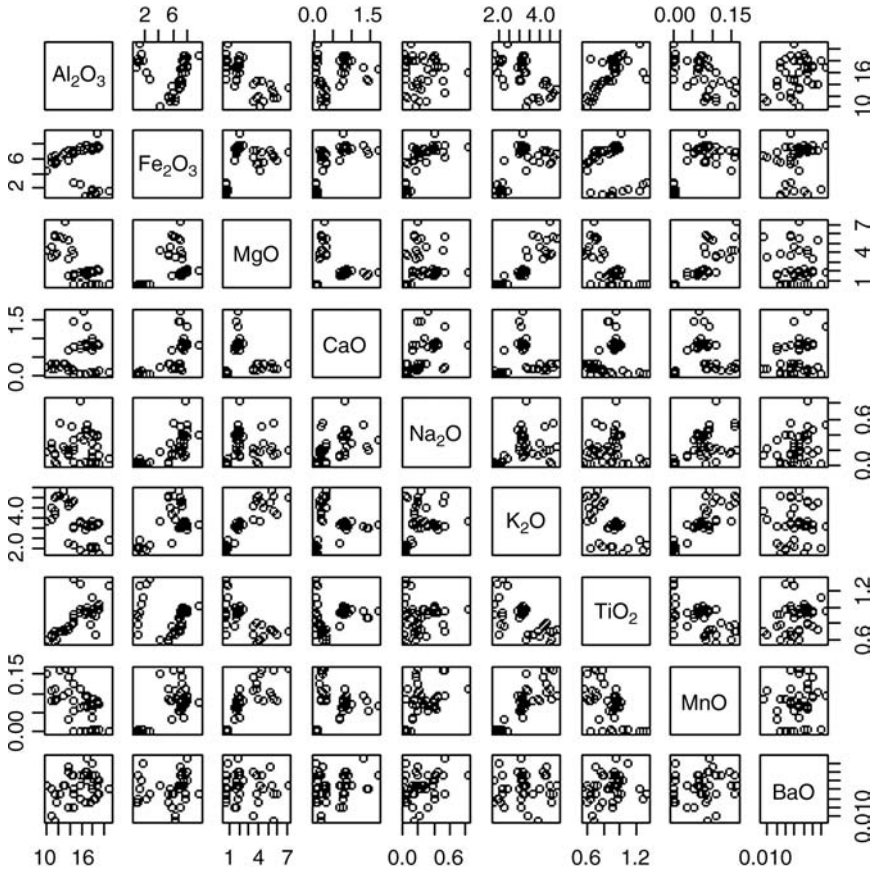 2 6 0.0 1.5 2.0 4.0 0.00 0.15
Al₂O₃ 10 16
2 6 Fe₂O₃
MgO 1 4 7
0.0 1.5 CaO
Na₂O 0.0 0.6
2.0 4.0 K₂O
TiO₂ 0.6 1.2
0.00 0.15 MnO
BaO 0.010
10 16 1 4 7 0.0 0.6 0.6 1.2 0.010